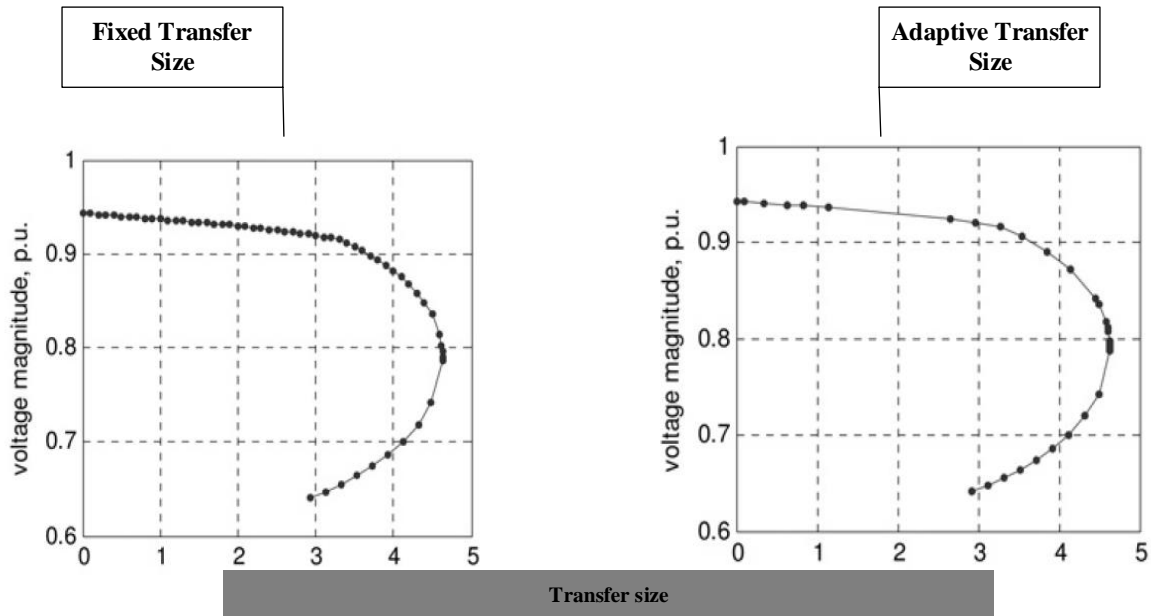 Fixed Transfer
Size
Adaptive Transfer
Size
1
0.9
0.8
0.7
0.6
voltage magnitude, p.u.
0 1 2 3 4 5
1
0.9
0.8
0.7
0.6
voltage magnitude, p.u.
0 1 2 3 4 5
Transfer size